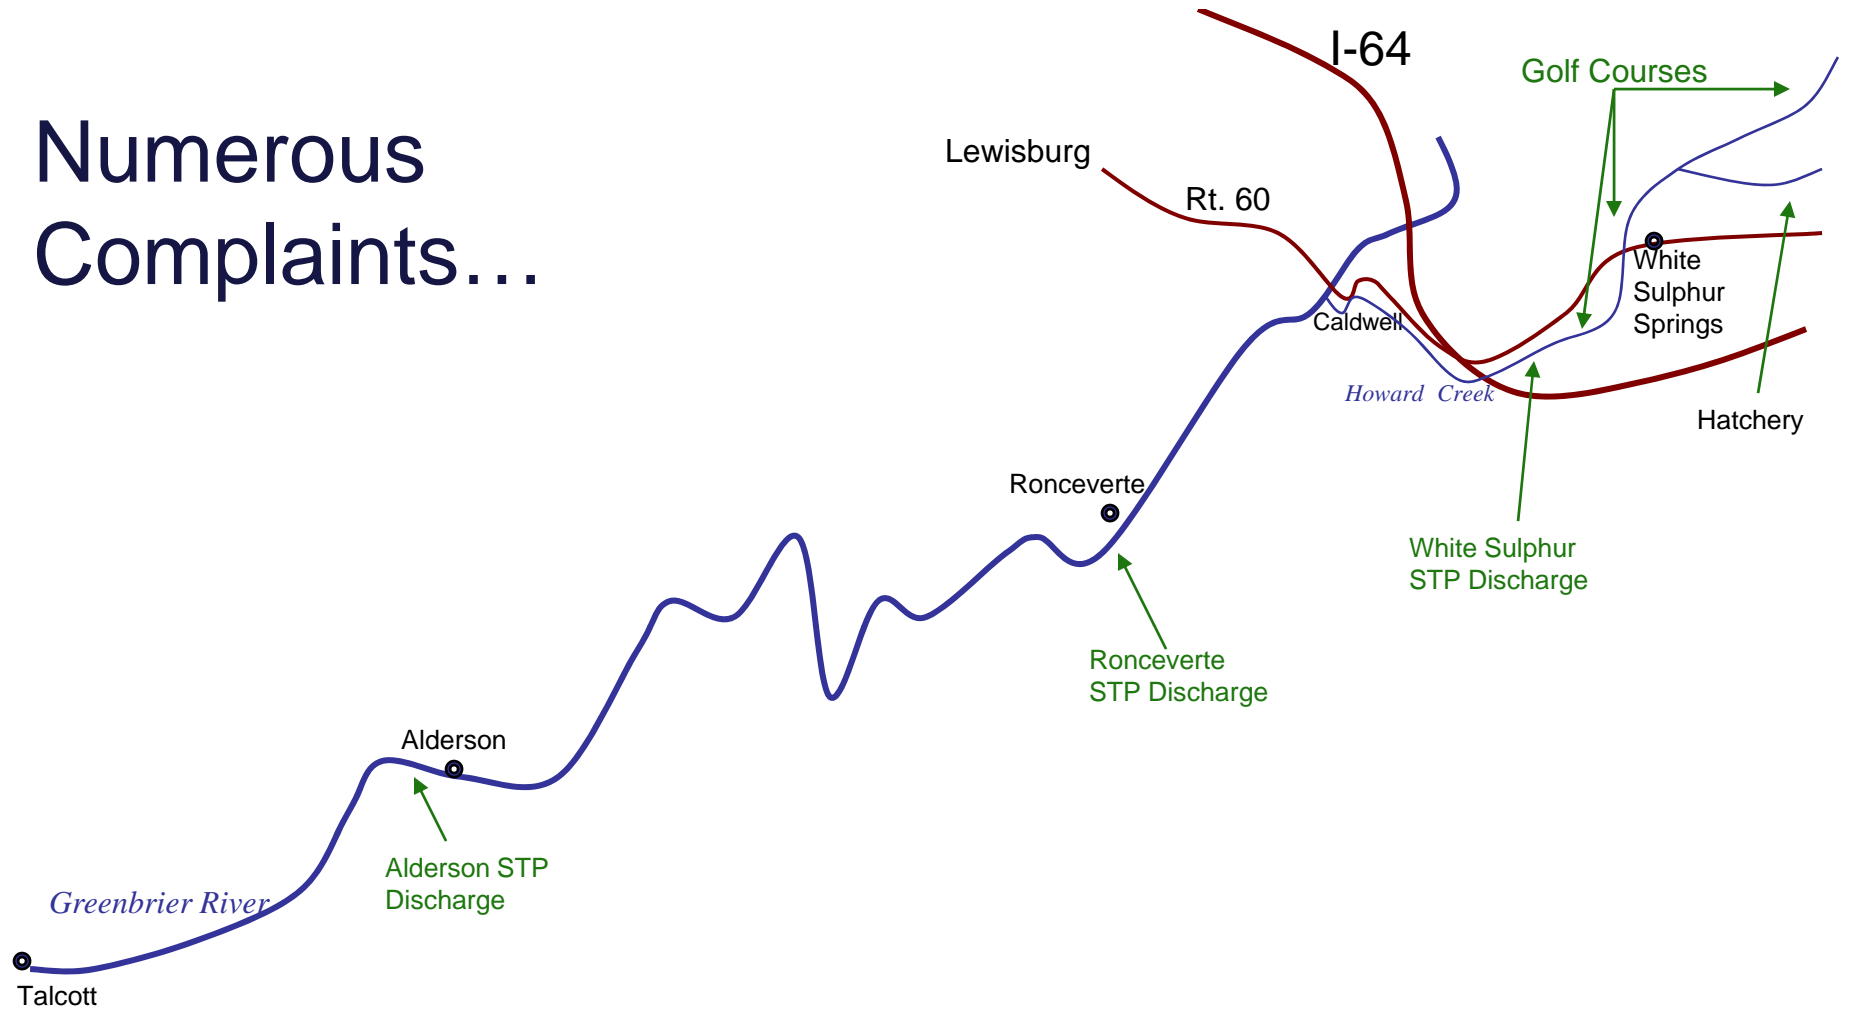 Numerous
Complaints…
I-64
Golf Courses
Lewisburg
Rt. 60
White
Sulphur
Springs
Caldwell
Howard Creek
Hatchery
Ronceverte
White Sulphur
STP Discharge
Ronceverte
STP Discharge
Alderson
Alderson STP
Discharge
Greenbrier River
Talcott